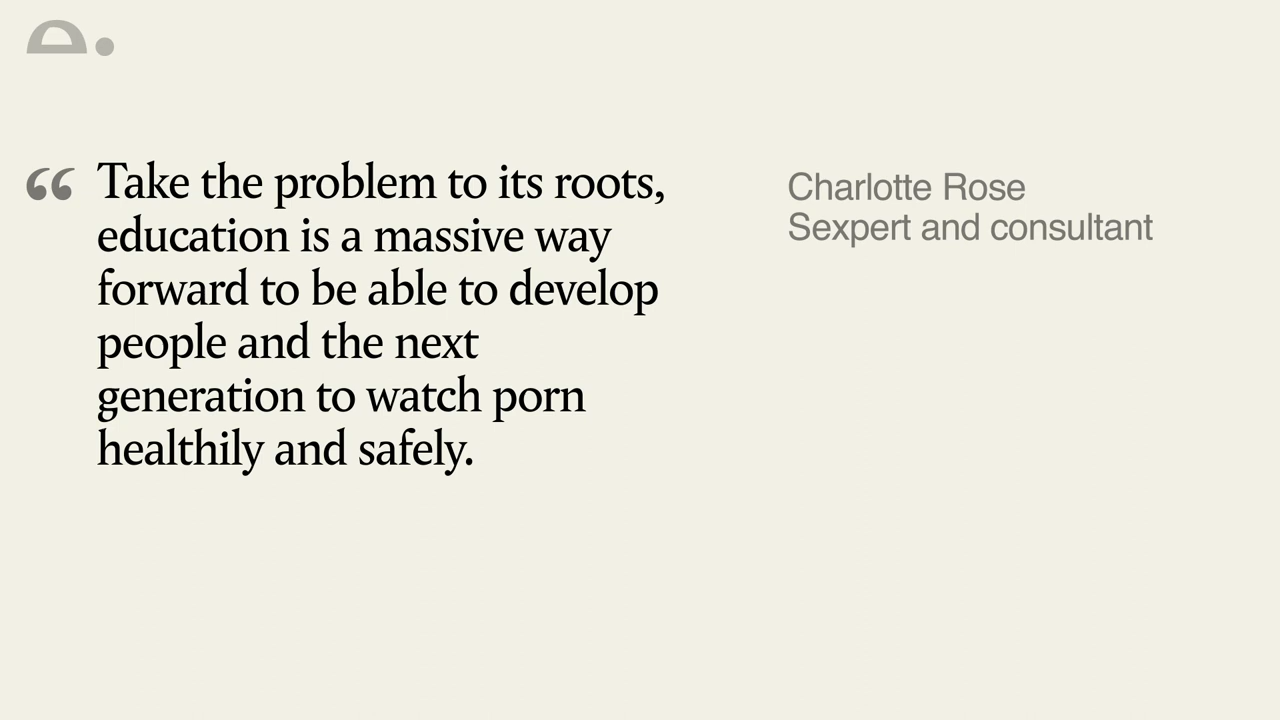 “ Take the problem to its roots,
education is a massive way
forward to be able to develop
people and the next
generation to watch porn
healthily and safely.
Charlotte Rose
Sexpert and consultant